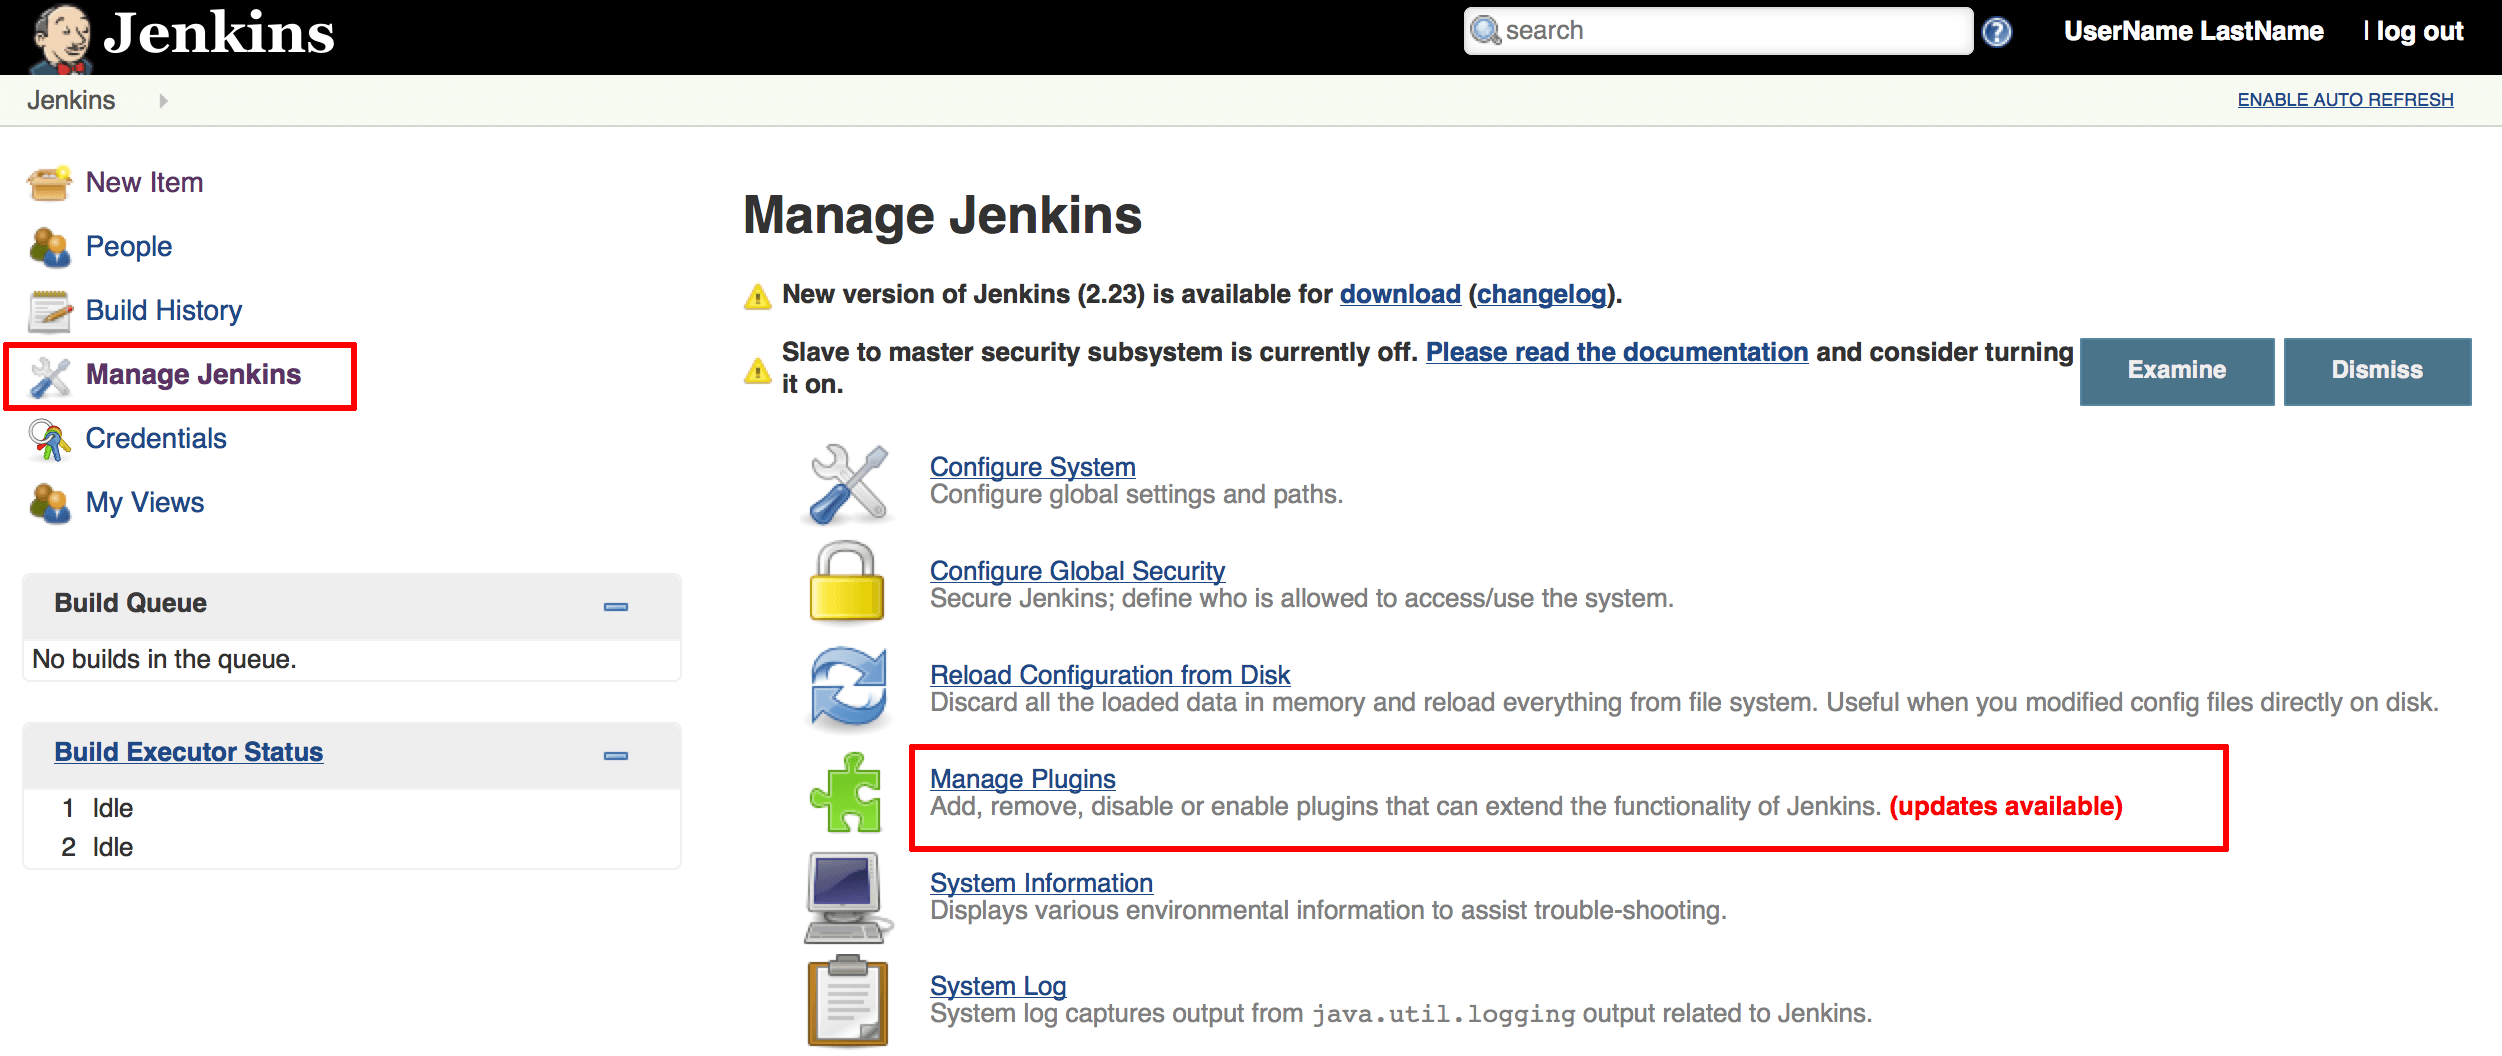 Jenkins
search
UserName LastName
| log out
Jenkins
ENABLE AUTO REFRESH
New Item
People
Build History
Manage Jenkins
Credentials
My Views
Build Queue
No builds in the queue.
Build Executor Status
1 Idle
2 Idle
Manage Jenkins
New version of Jenkins (2.23) is available for download (changelog).
Slave to master security subsystem is currently off. Please read the documentation and consider turning
it on.
Examine
Dismiss
Configure System
Configure global settings and paths.
Configure Global Security
Secure Jenkins; define who is allowed to access/use the system.
Reload Configuration from Disk
Discard all the loaded data in memory and reload everything from file system. Useful when you modified config files directly on disk.
Manage Plugins
Add, remove, disable or enable plugins that can extend the functionality of Jenkins. (updates available)
System Information
Displays various environmental information to assist trouble-shooting.
System Log
System log captures output from java.util.logging output related to Jenkins.